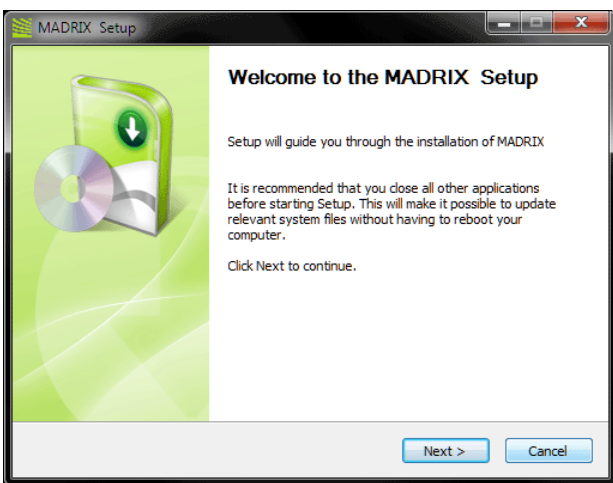 MADRIX Setup
Welcome to the MADRIX Setup
Setup will guide you through the installation of MADRIX
It is recommended that you close all other applications
before starting Setup. This will make it possible to update
relevant system files without having to reboot your
computer.
Click Next to continue.
Next >
Cancel